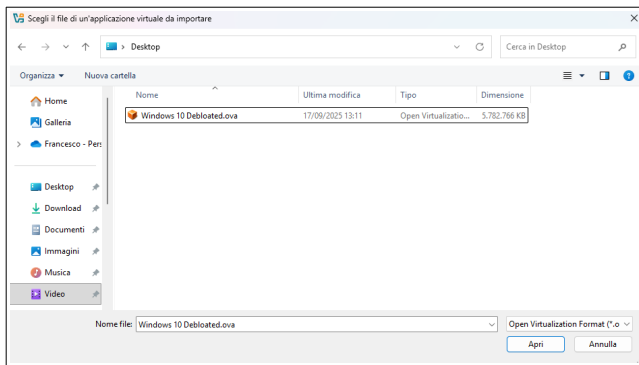 Scegli il file di un'applicazione virtuale da importare
Desktop
Cerca in Desktop
Organizza Nuova cartella
Nome Ultima modifica Tipo Dimensione
Windows 10 Debloated.ova 17/09/2025 13:11 Open Virtualizatio... 5.782.766 KB
Home
Galleria
Francesco - Pers
Desktop
Download
Documenti
Immagini
Musica
Video
Nome file: Windows 10 Debloated.ova Open Virtualization Format (*.o
Apri Annulla